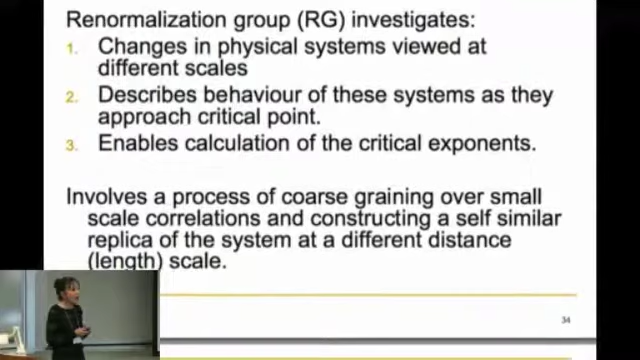 Renormalization group (RG) investigates:
1. Changes in physical systems viewed at
different scales
2. Describes behaviour of these systems as they
approach critical point.
3. Enables calculation of the critical exponents.
Involves a process of coarse graining over small
scale correlations and constructing a self similar
replica of the system at a different distance
(length) scale.
34